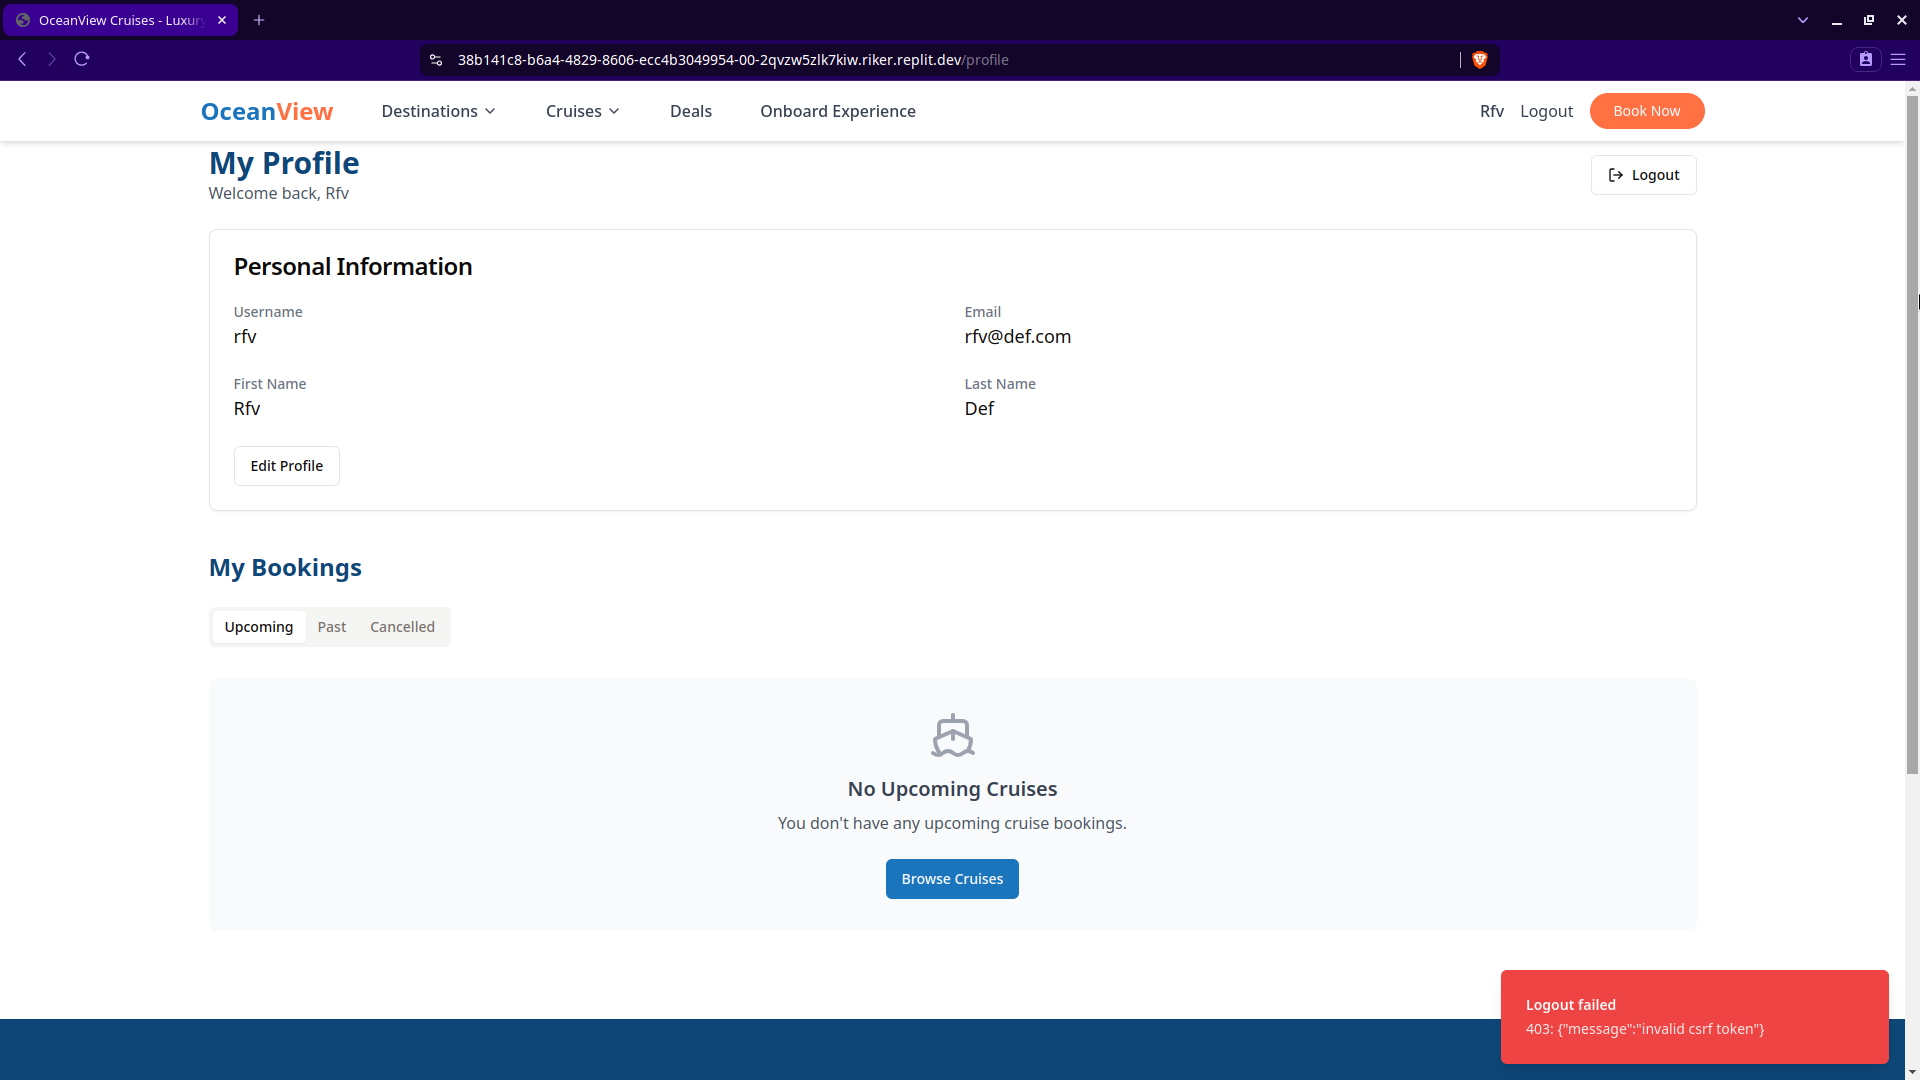 OceanView Cruises - Luxur
38b141c8-b6a4-4829-8606-ecc4b3049954-00-2qvzw5zlk7kiw.riker.replit.dev/profile
OceanView Destinations Cruises Deals Onboard Experience Rfv Logout Book Now
My Profile
Welcome back, Rfv
Logout
Personal Information
Username
rfv
Email
rfv@def.com
First Name
Rfv
Last Name
Def
Edit Profile
My Bookings
Upcoming Past Cancelled
No Upcoming Cruises
You don't have any upcoming cruise bookings.
Browse Cruises
Logout failed
403: {"message":"invalid csrf token"}